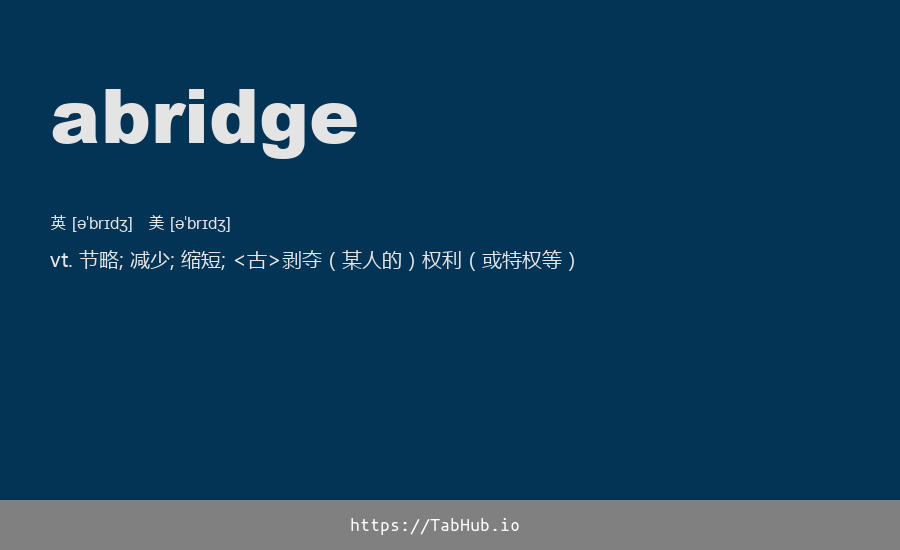 abridge
英 [ə'brɪdʒ] 美 [ə'brɪdʒ]
vt. 节略; 减少; 缩短; <古>剥夺（某人的）权利（或特权等）
https://TabHub.io